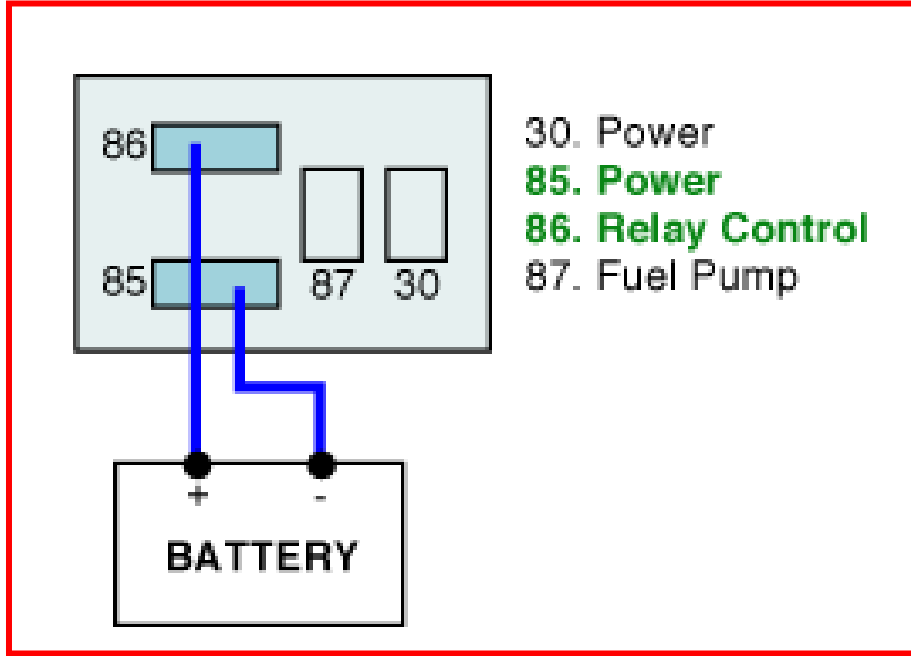 86
85
87
30
30. Power
85. Power
86. Relay Control
87. Fuel Pump
+
-
BATTERY